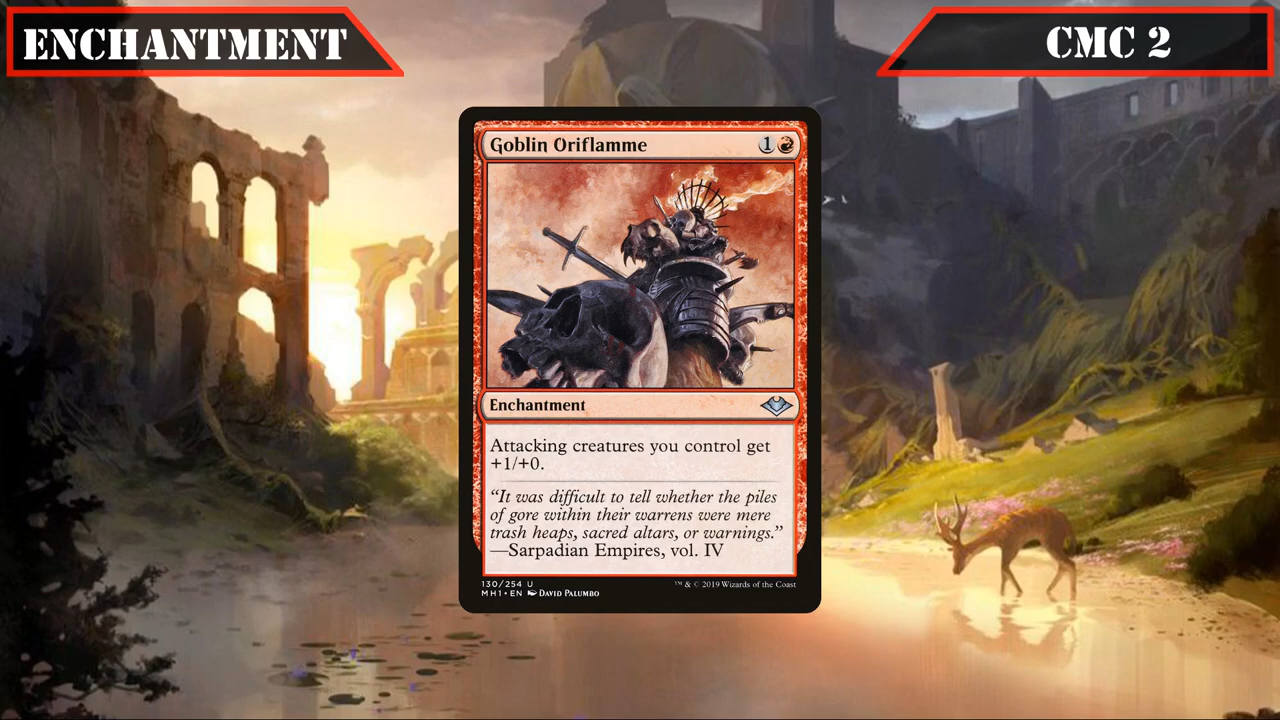 ENCHANTMENT
CMC 2
Goblin Oriflamme 1
Enchantment
Attacking creatures you control get
+1/+0.
“It was difficult to tell whether the piles
of gore within their warrens were mere
trash heaps, sacred altars, or warnings.”
—Sarpadian Empires, vol. IV
130/254 U
MH1 • EN DAVID PALUMBO
™ & © 2019 Wizards of the Coast